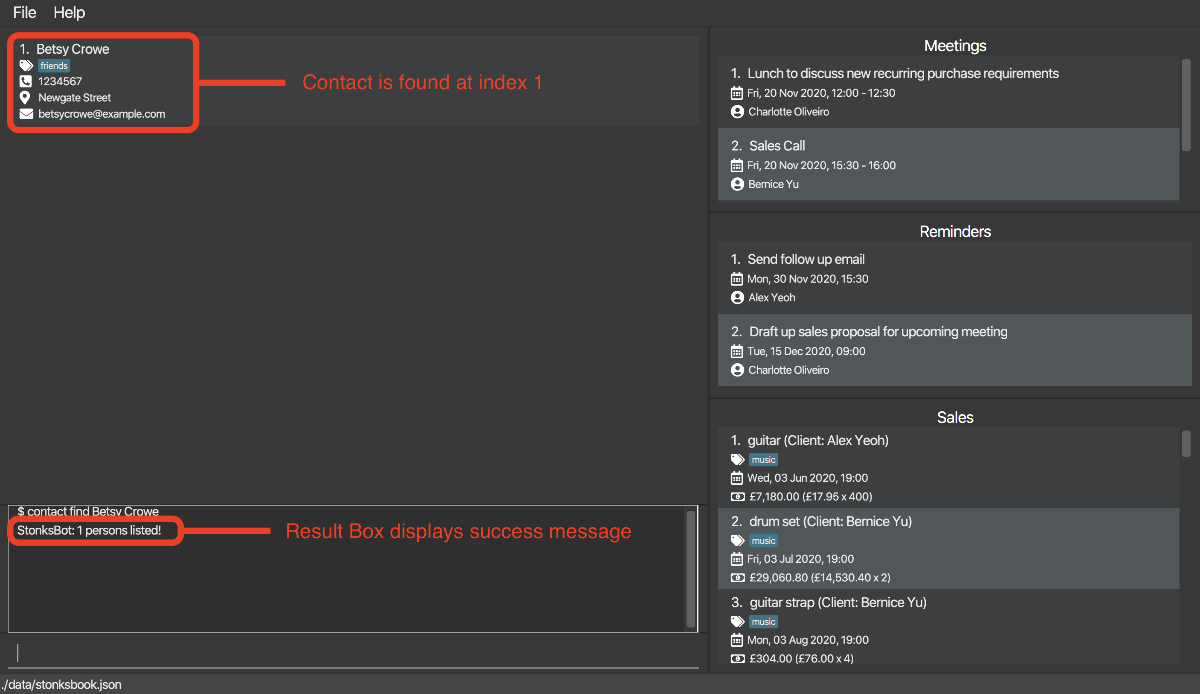 File Help
1. Betsy Crowe
friends
1234567
Newgate Street
betsycrowe@example.com
Contact is found at index 1
$ contact find Betsy Crowe
StonksBot: 1 persons listed!
Result Box displays success message
Meetings
1. Lunch to discuss new recurring purchase requirements
Fri, 20 Nov 2020, 12:00 - 12:30
Charlotte Oliveiro
2. Sales Call
Fri, 20 Nov 2020, 15:30 - 16:00
Bernice Yu
Reminders
1. Send follow up email
Mon, 30 Nov 2020, 15:30
Alex Yeoh
2. Draft up sales proposal for upcoming meeting
Tue, 15 Dec 2020, 09:00
Charlotte Oliveiro
Sales
1. guitar (Client: Alex Yeoh)
music
Wed, 03 Jun 2020, 19:00
£7,180.00 (£17.95 x 400)
2. drum set (Client: Bernice Yu)
music
Fri, 03 Jul 2020, 19:00
£29,060.80 (£14,530.40 x 2)
3. guitar strap (Client: Bernice Yu)
music
Mon, 03 Aug 2020, 19:00
£304.00 (£76.00 x 4)
./data/stonksbook.json